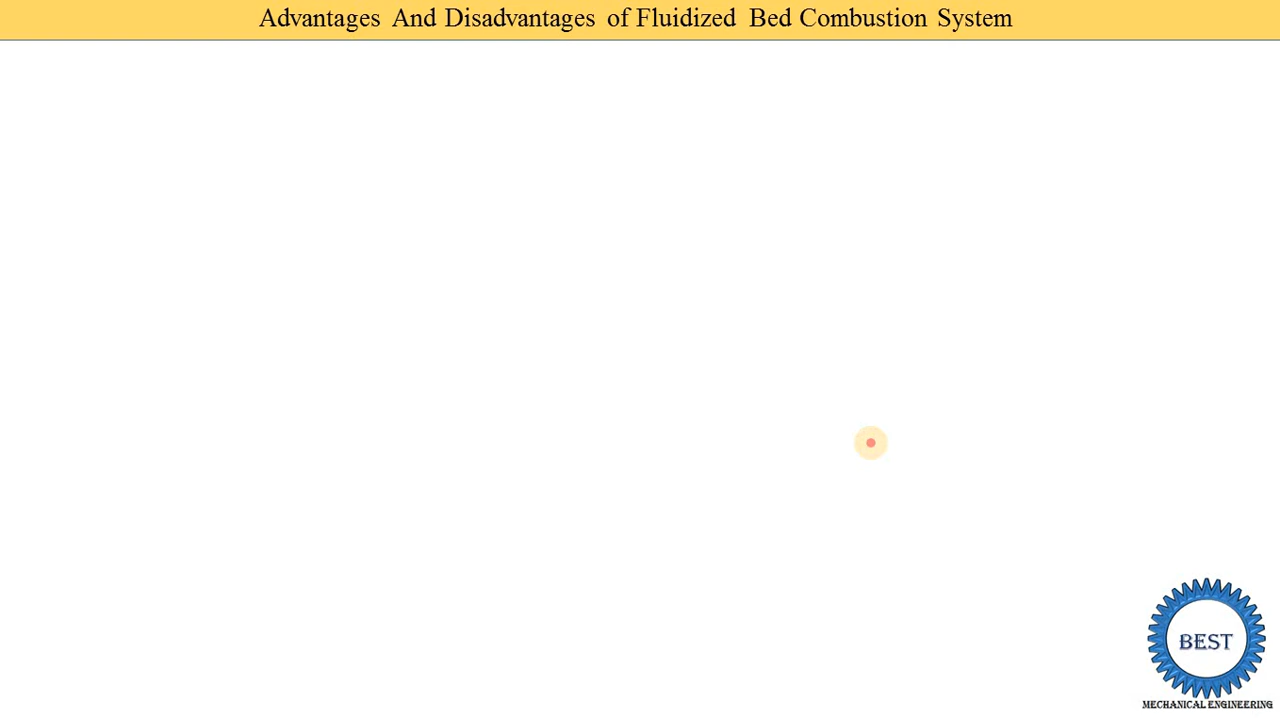 Advantages And Disadvantages of Fluidized Bed Combustion System
BEST
MECHANICAL ENGINEERING